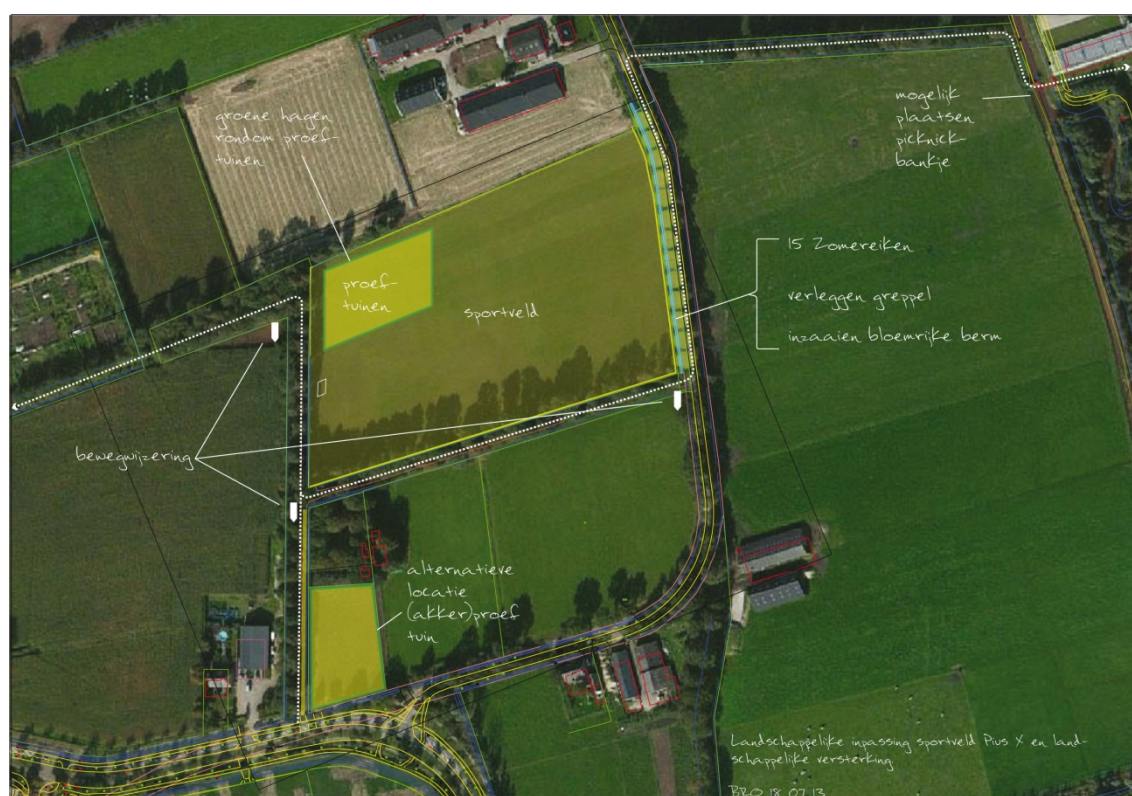 groene hagen
rondom proef-
tuinen
mogelijk
plaatsen
picknick-
bankje
proef-
tuinen
sportveld
15 Zomereiken
verleggen greppel
inzaaien bloemrijke berm
bewegwijzering
alternatieve
locatie
(akker)proef
tuin
Landschappelijke inpassing sportveld Pius X en land-
schappelijke versterking.
BRO 18 07 13